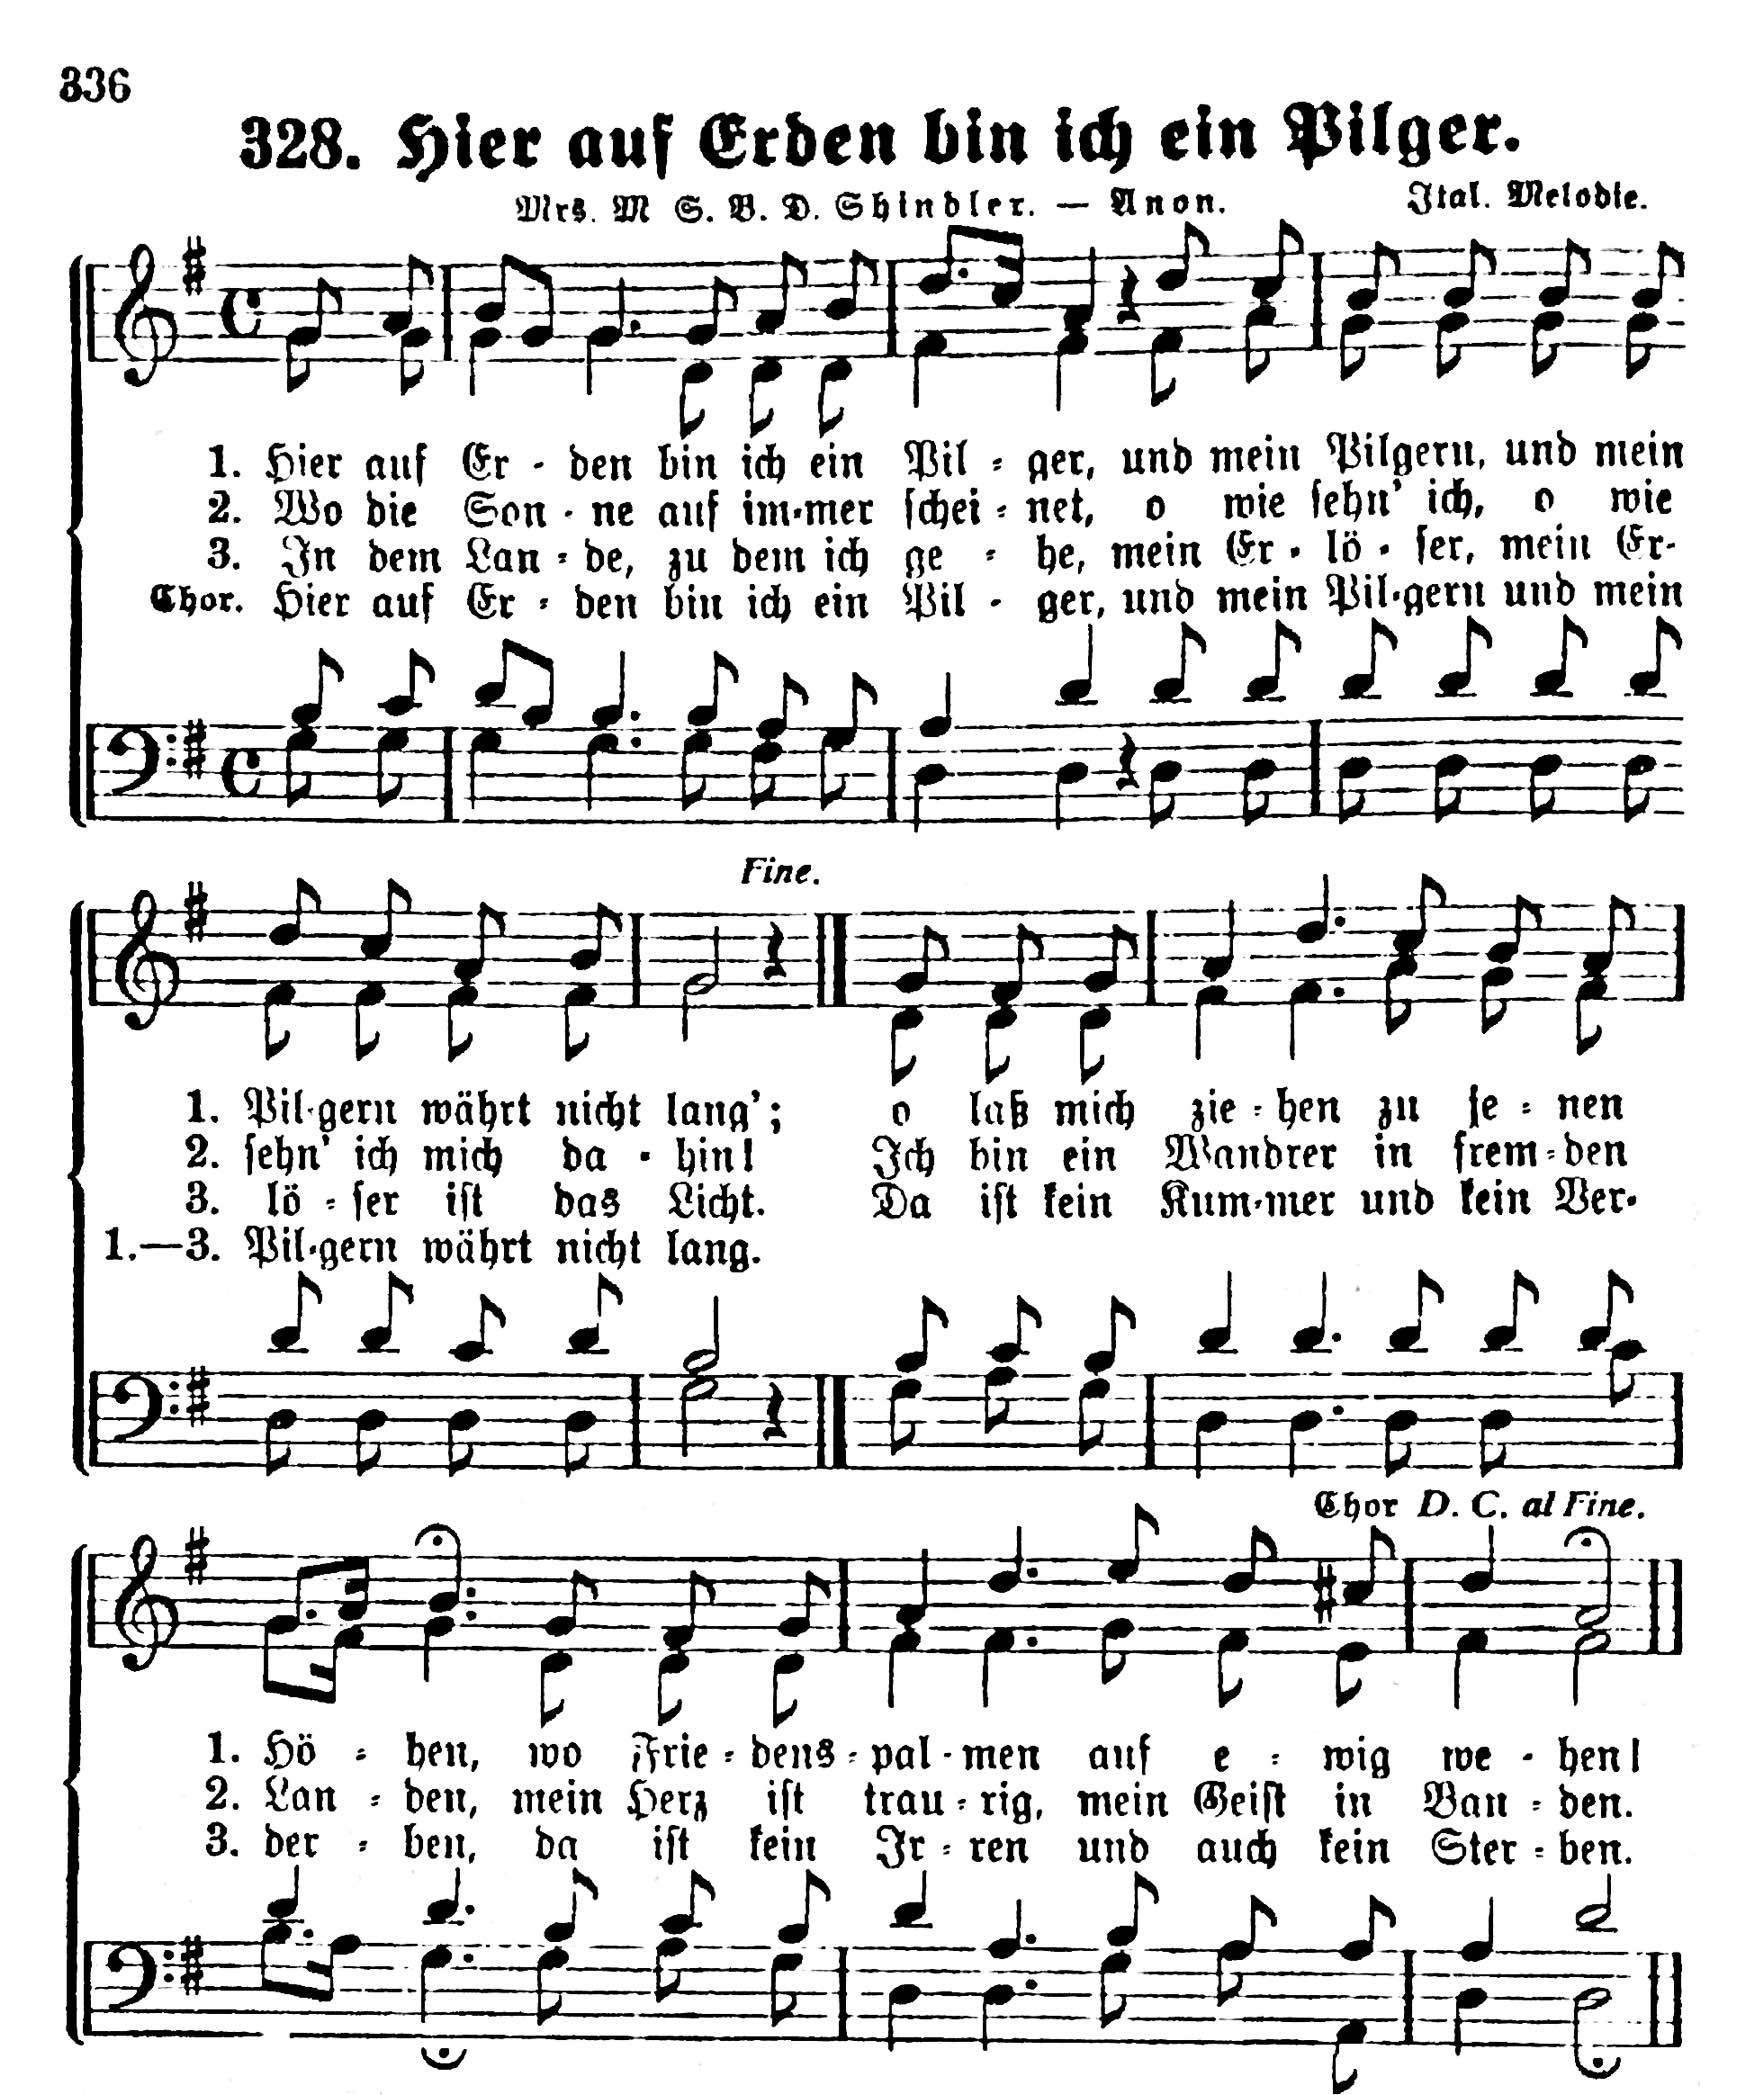 336
328. Hier auf Erden bin ich ein Pilger.
Mrs. M S. B. D. Shindler. — Anon.
Ital. Melodie.
1. Hier auf Er - den bin ich ein Pil - ger, und mein Pilgern, und mein
2. Wo die Son - ne auf im-mer schei - net, o wie sehn' ich, o wie
3. In dem Lan - de, zu dem ich ge - he, mein Er - lö - ser, mein Er-
Chor. Hier auf Er - den bin ich ein Pil - ger, und mein Pil-gern und mein
Fine.
1. Pil-gern währt nicht lang'; o laß mich zie - hen zu je - nen
2. sehn' ich mich da - hin! Ich bin ein Wandrer in frem-den
3. lö - ser ist das Licht. Da ist kein Kum-mer und kein Ver-
1.—3. Pil-gern währt nicht lang.
Chor D. C. al Fine.
1. Hö - hen, wo Frie - dens - pal - men auf e - wig we - hen!
2. Lan - den, mein Herz ist trau - rig, mein Geist in Ban - den.
3. der - ben, da ist kein Ir - ren und auch kein Ster - ben.